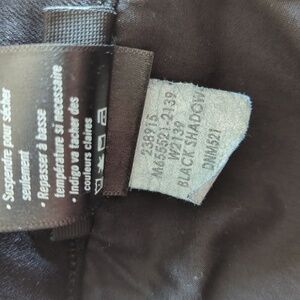 • Suspendre pour sécher
seulement
• Repasser à basse
température si nécessaire
• Indigo va tacher des
couleurs claires
238915
M655521-2139
W2139
BLACK SHADOW
DNM521